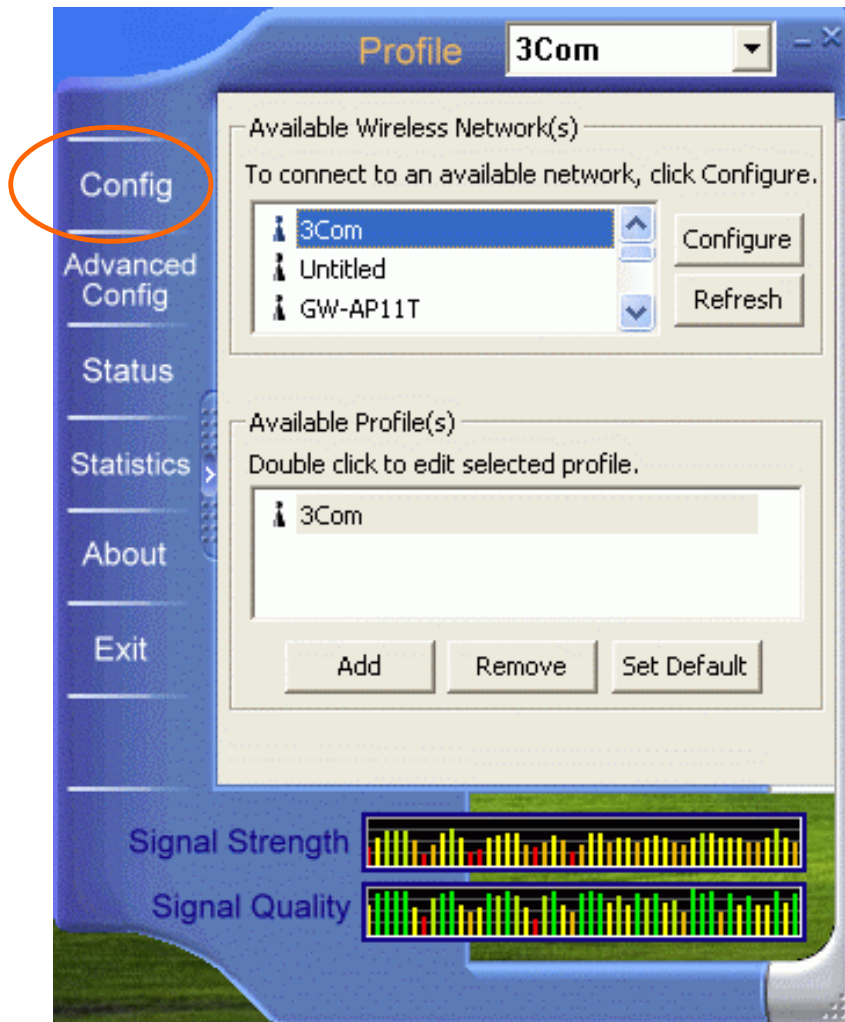 Profile 3Com
Config
Advanced
Config
Status
Statistics
About
Exit
Available Wireless Network(s)
To connect to an available network, click Configure.
3Com
Untitled
GW-AP11T
Configure
Refresh
Available Profile(s)
Double click to edit selected profile.
3Com
Add Remove Set Default
Signal Strength
Signal Quality